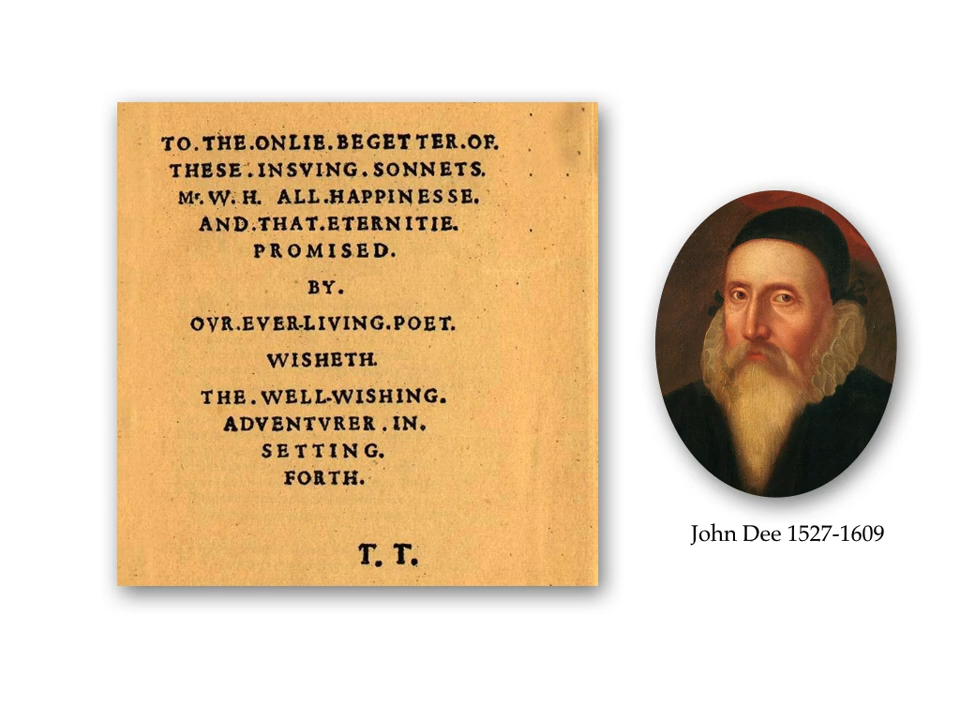 TO.THE.ONLIE.BEGETTER.OF.
THESE.INSVING.SONNETS.
Mr.W.H. ALL.HAPPINESSE.
AND.THAT.ETERNITIE.
PROMISED.
BY.
OVR.EVER-LIVING.POET.
WISHETH.
THE.WELL-WISHING.
ADVENTVRER.IN.
SETTING.
FORTH.
T. T.
John Dee 1527-1609